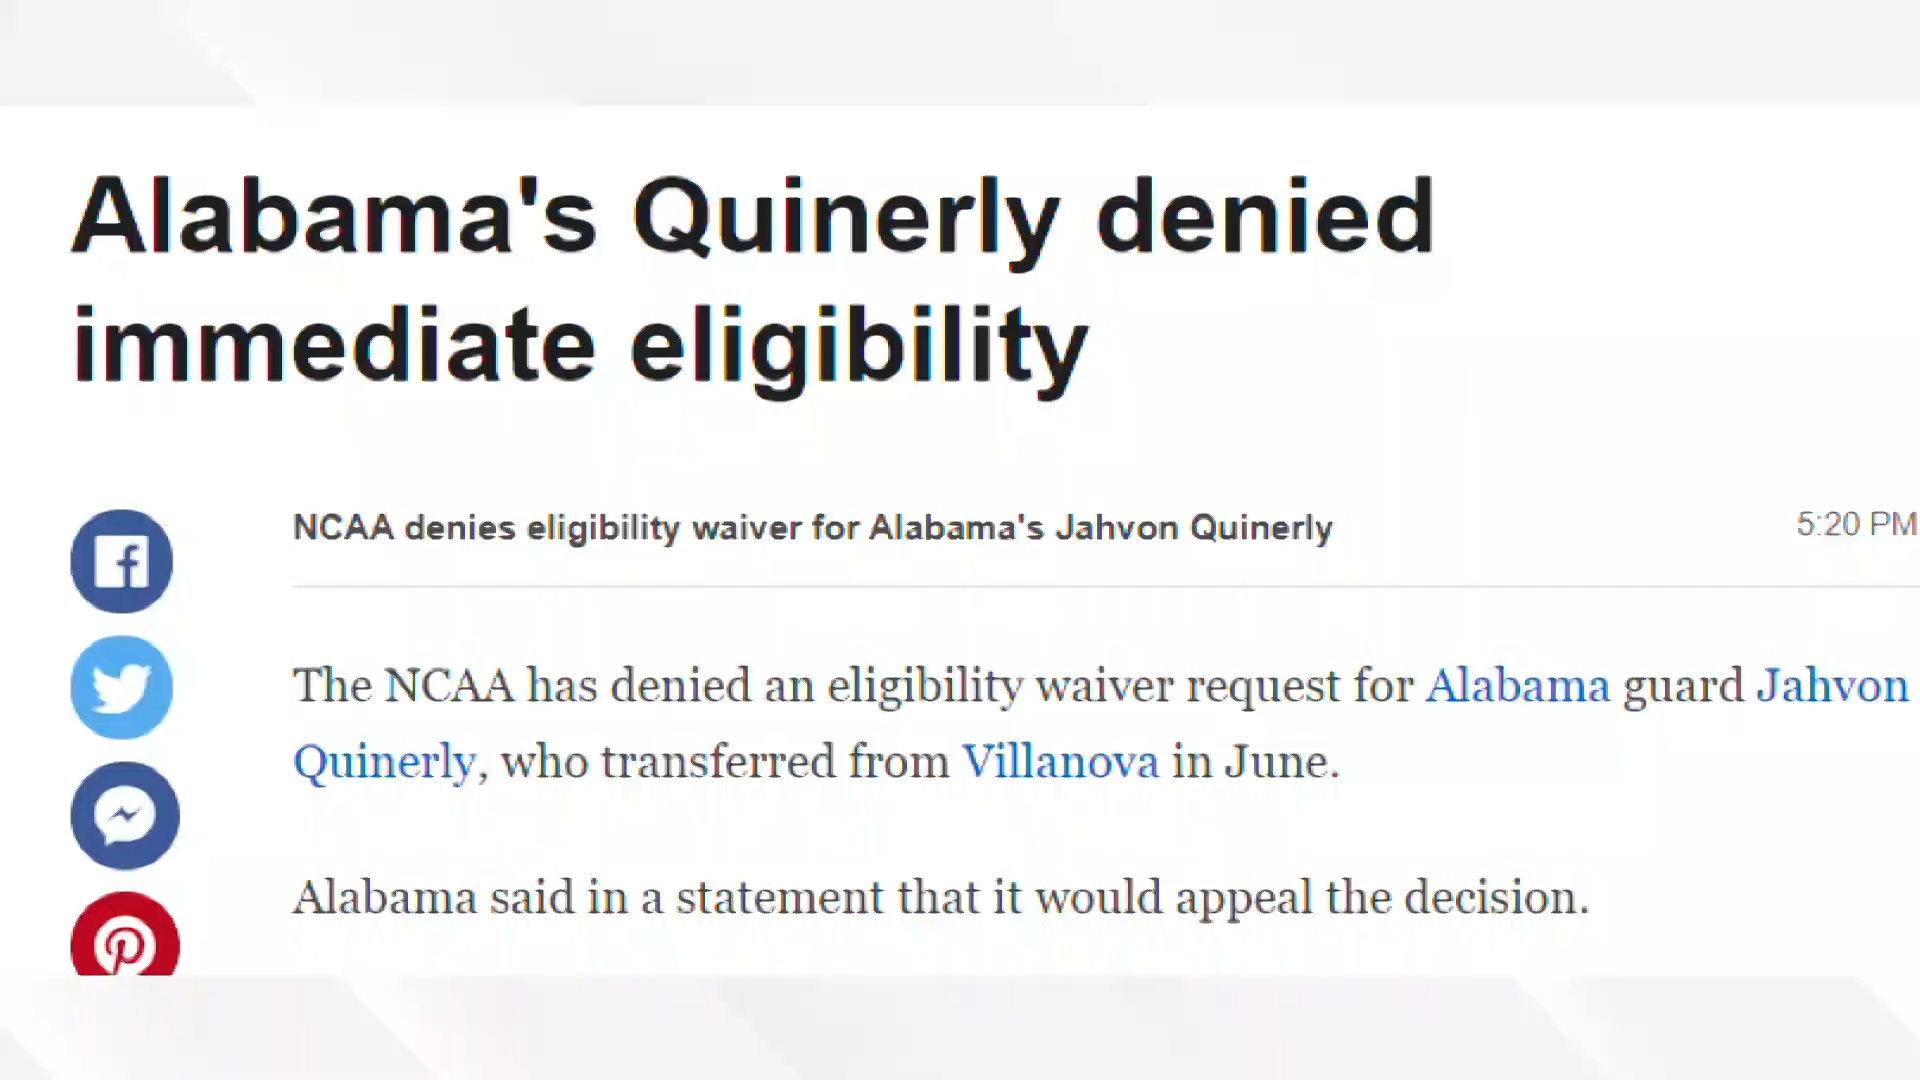 Alabama's Quinerly denied
immediate eligibility
NCAA denies eligibility waiver for Alabama's Jahvon Quinerly
5:20 PM
The NCAA has denied an eligibility waiver request for Alabama guard Jahvon
Quinerly, who transferred from Villanova in June.
Alabama said in a statement that it would appeal the decision.